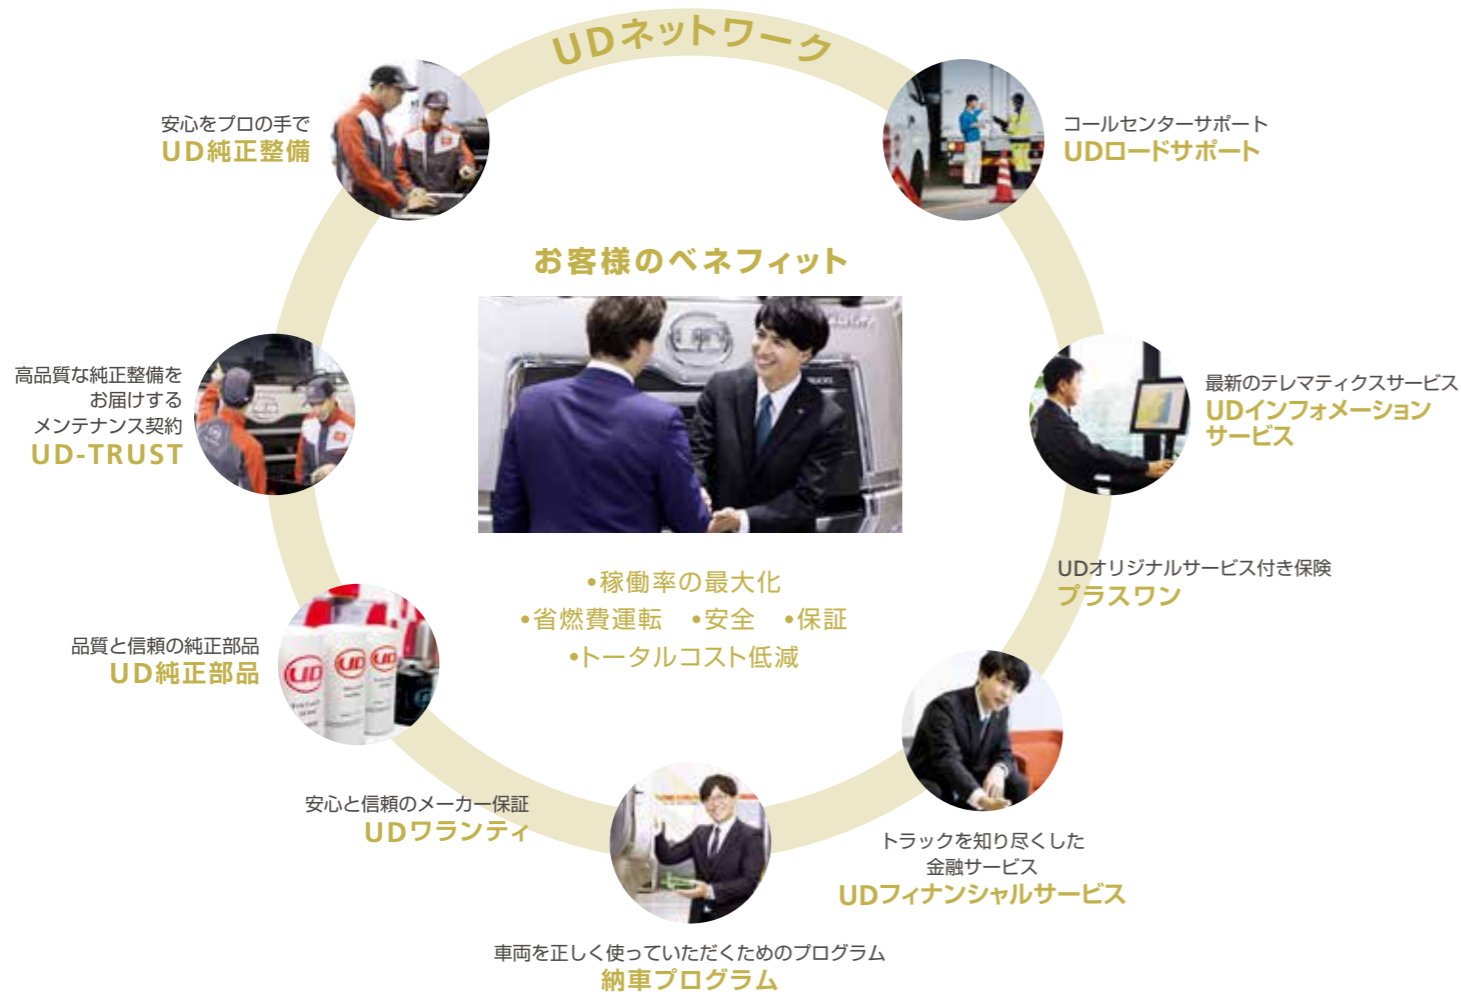 UDネットワーク
安心をプロの手で
UD純正整備
コールセンターサポート
UDロードサポート
お客様のベネフィット
高品質な純正整備を
お届けする
メンテナンス契約
UD-TRUST
最新のテレマティクスサービス
UDインフォメーション
サービス
UDオリジナルサービス付き保険
プラスワン
•稼働率の最大化
•省燃費運転 •安全 •保証
•トータルコスト低減
品質と信頼の純正部品
UD純正部品
UD
UD
UD
安心と信頼のメーカー保証
UDワランティ
トラックを知り尽くした
金融サービス
UDフィナンシャルサービス
車両を正しく使っていただくためのプログラム
納車プログラム